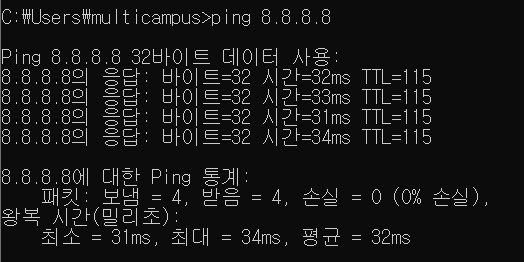 C:₩Users₩multicampus>ping 8.8.8.8
Ping 8.8.8.8 32바이트 데이터 사용:
8.8.8.8의 응답: 바이트=32 시간=32ms TTL=115
8.8.8.8의 응답: 바이트=32 시간=33ms TTL=115
8.8.8.8의 응답: 바이트=32 시간=31ms TTL=115
8.8.8.8의 응답: 바이트=32 시간=34ms TTL=115
8.8.8.8에 대한 Ping 통계:
패킷: 보냄 = 4, 받음 = 4, 손실 = 0 (0% 손실),
왕복 시간(밀리초):
최소 = 31ms, 최대 = 34ms, 평균 = 32ms